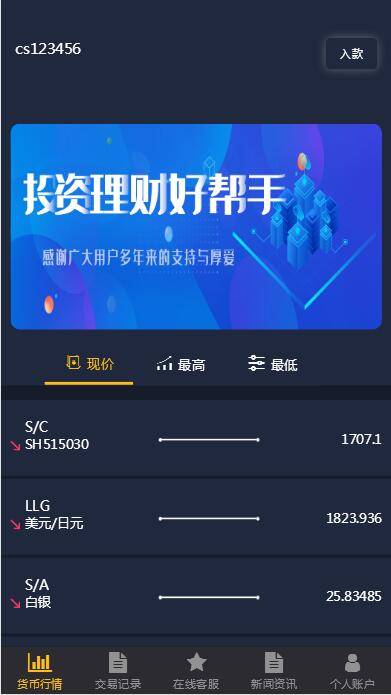 cs123456
入款
投资理财好帮手
感谢广大用户多年来的支持与厚爱
现价
最高
最低
S/C
SH515030
1707.1
LLG
美元/日元
1823.936
S/A
白银
25.83485
货币行情
交易记录
在线客服
新闻资讯
个人账户